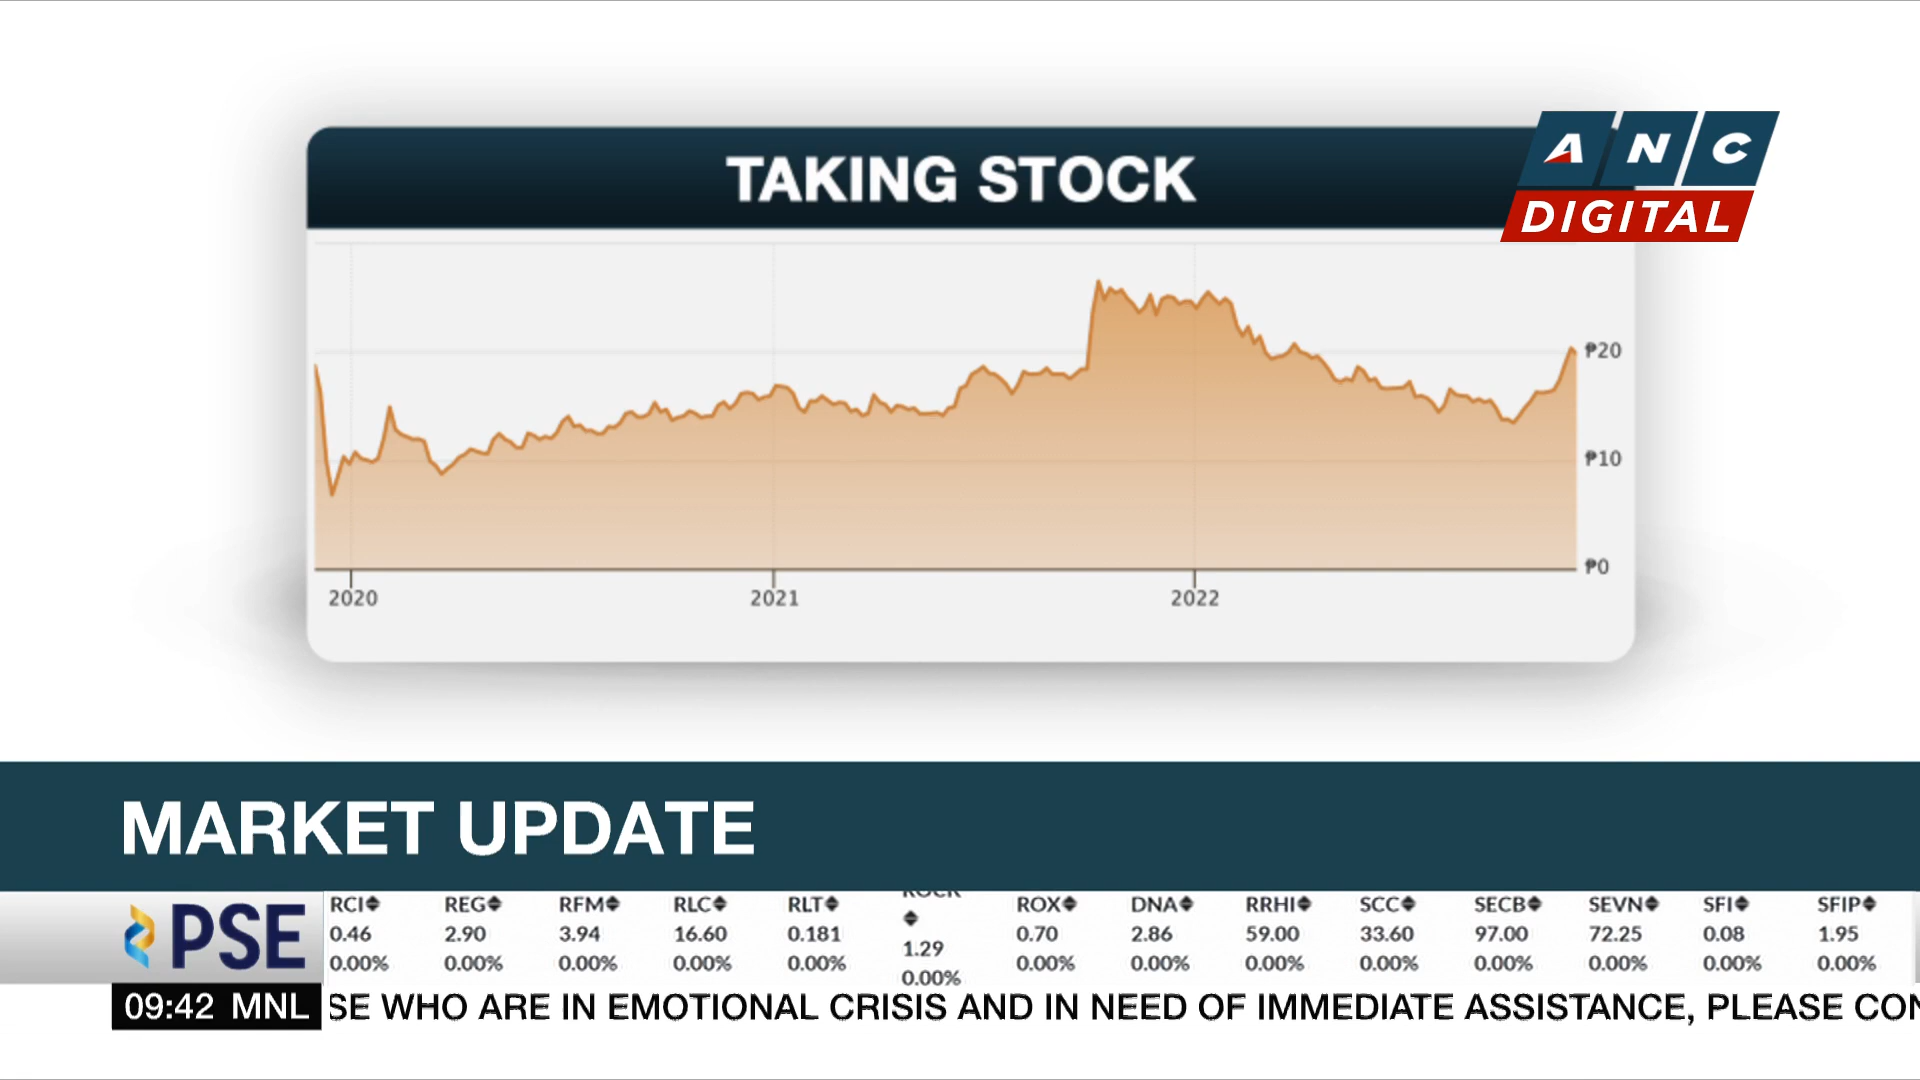 TAKING STOCK
ANC
DIGITAL
₱20
₱10
₱0
2020 2021 2022
MARKET UPDATE
PSE
RCI REG RFM RLC RLT ROCK ROX DNA RRHI SCC SECB SEVN SFI SFIP
0.46 2.90 3.94 16.60 0.181 1.29 0.70 2.86 59.00 33.60 97.00 72.25 0.08 1.95
0.00% 0.00% 0.00% 0.00% 0.00% 0.00% 0.00% 0.00% 0.00% 0.00% 0.00% 0.00% 0.00% 0.00%
09:42 MNL
SE WHO ARE IN EMOTIONAL CRISIS AND IN NEED OF IMMEDIATE ASSISTANCE, PLEASE CON